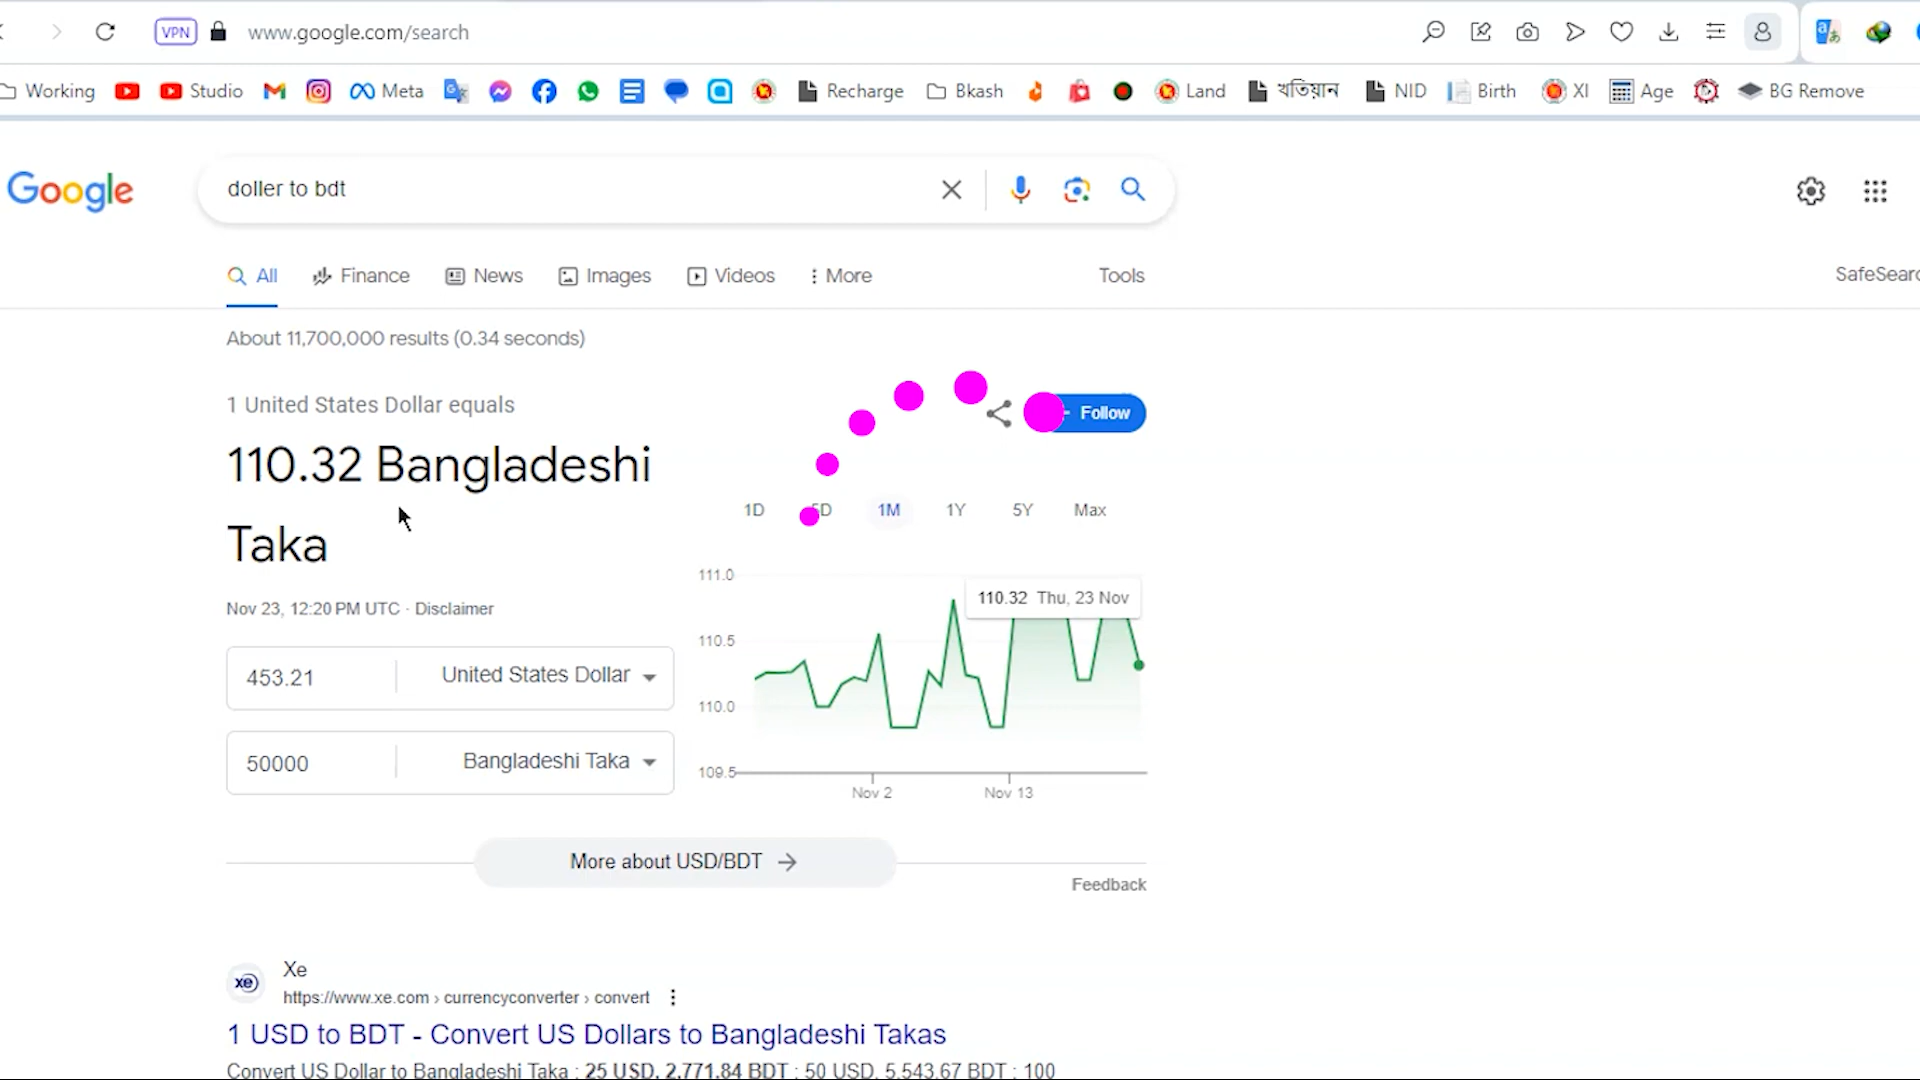 VPN www.google.com/search
Working Studio Meta Recharge Bkash Land খতিয়ান NID Birth XI Age BG Remove
Google doller to bdt
All Finance News Images Videos More Tools SafeSearc
About 11,700,000 results (0.34 seconds)
1 United States Dollar equals
Follow
110.32 Bangladeshi
Taka
1D 5D 1M 1Y 5Y Max
111.0
110.32 Thu, 23 Nov
Nov 23, 12:20 PM UTC · Disclaimer
110.5
453.21 United States Dollar
110.0
50000 Bangladeshi Taka
109.5
Nov 2 Nov 13
More about USD/BDT
Feedback
Xe
xe
https://www.xe.com › currencyconverter › convert
1 USD to BDT - Convert US Dollars to Bangladeshi Takas
Convert US Dollar to Bangladeshi Taka ; 25 USD, 2,771.84 BDT ; 50 USD, 5,543.67 BDT ; 100